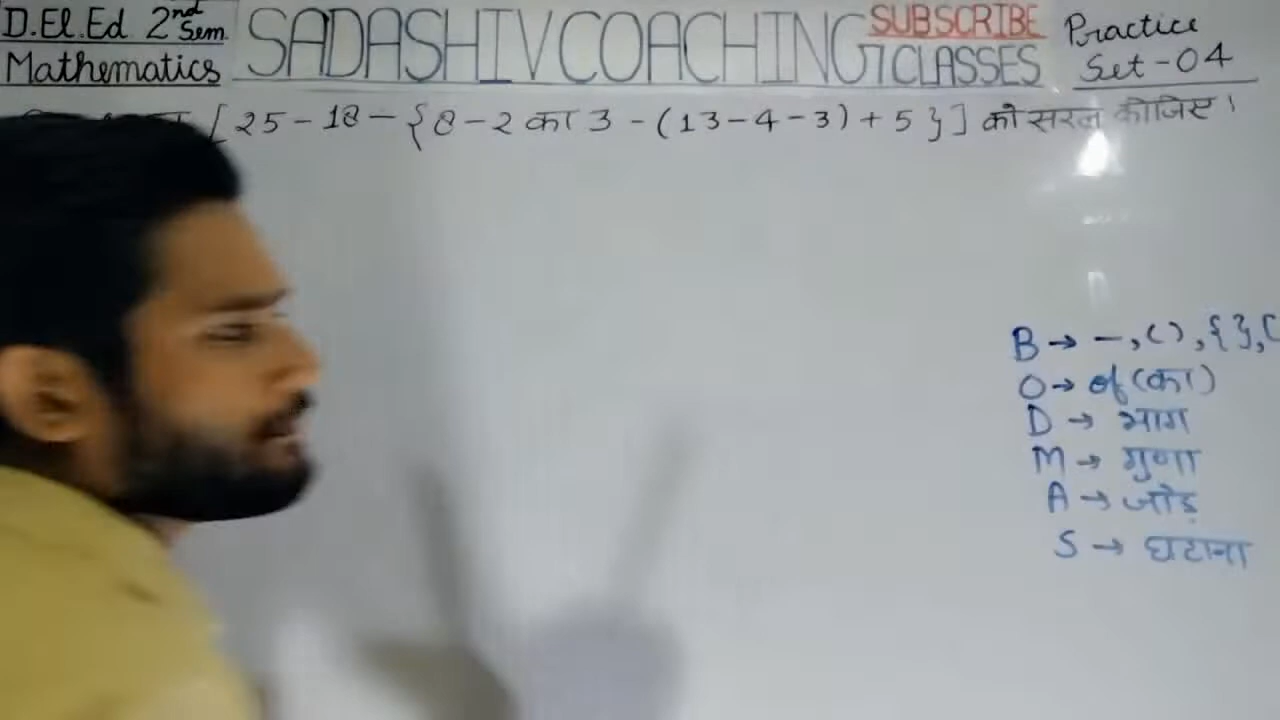 D.El.Ed 2nd Sem.
Mathematics
SADASHIV COACHING CLASSES
SUBSCRIBE
Practice
Set-04
[25-18-{8-2 का 3 -(13-4-3)+5}] को सरल कीजिए।
B→ —,( ),{ },[
O→ of(का)
D→ भाग
M→ गुणा
A→ जोड़
S→ घटाना